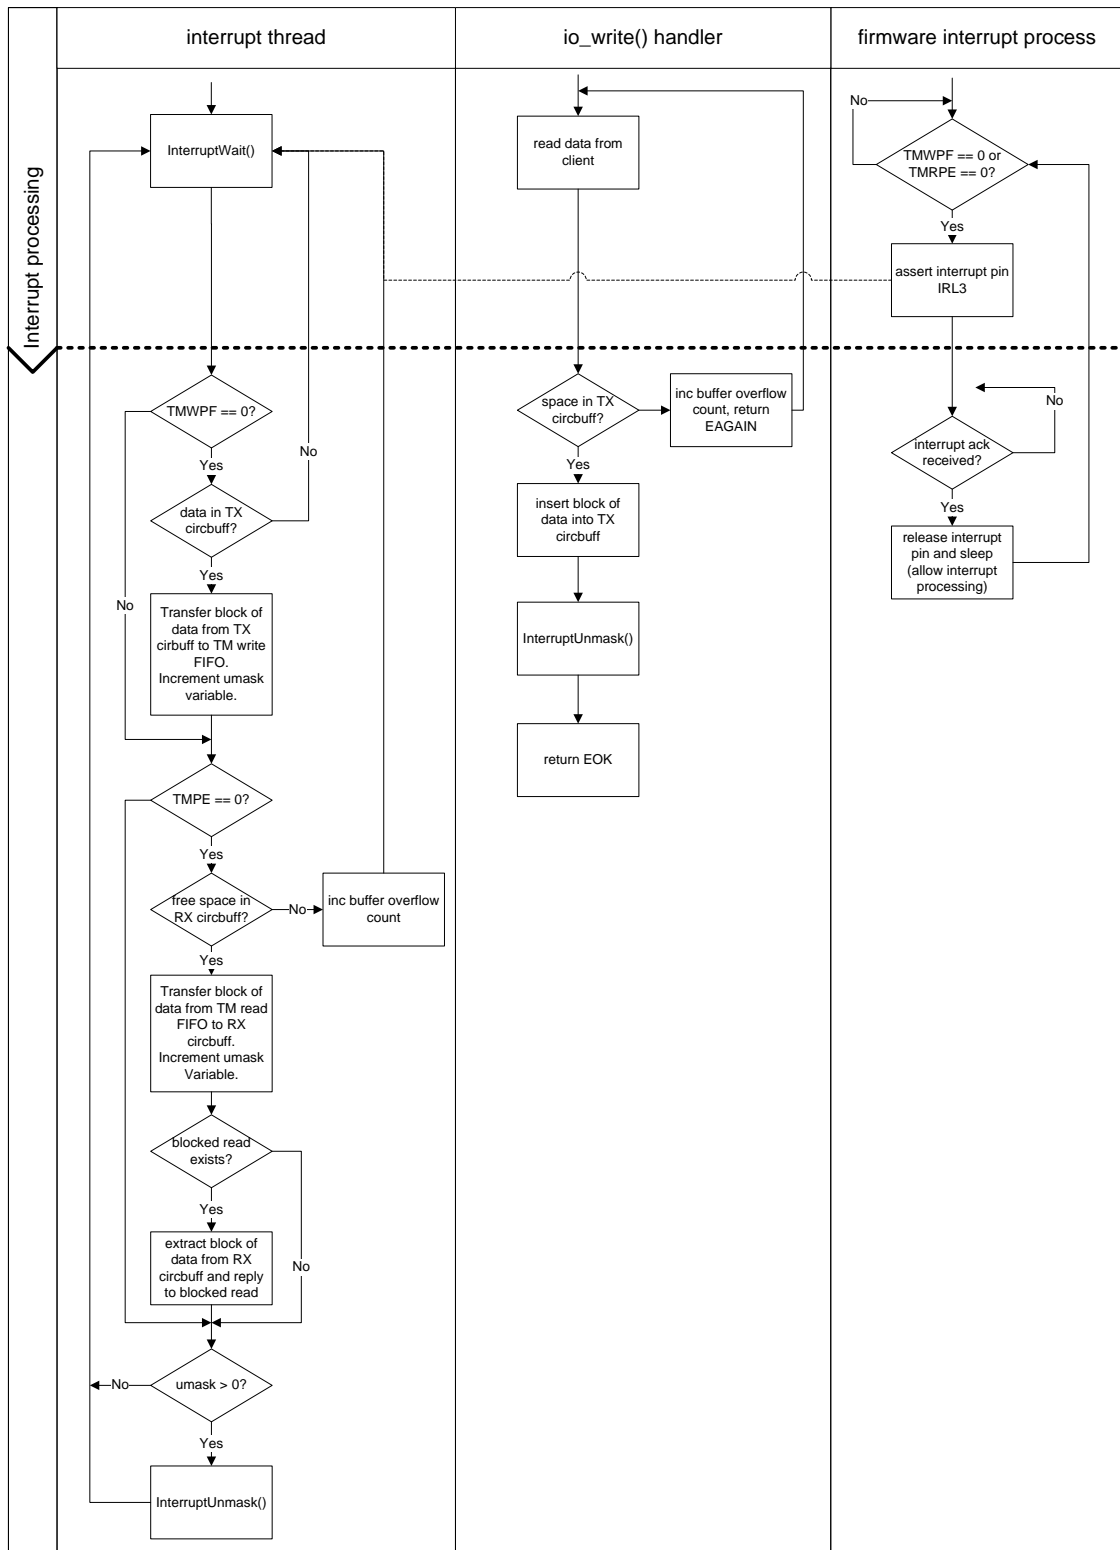 interrupt thread
io_write() handler
firmware interrupt process
Interrupt processing
InterruptWait()
TMWPF == 0?
Yes
No
data in TX
circbuff?
Yes
No
Transfer block of
data from TX
cirbuff to TM write
FIFO.
Increment umask
variable.
TMPE == 0?
Yes
free space in
RX circbuff?
No
inc buffer overflow
count
Yes
Transfer block of
data from TM read
FIFO to RX
circbuff.
Increment umask
Variable.
blocked read
exists?
Yes
No
extract block of
data from RX
circbuff and reply
to blocked read
umask > 0?
No
Yes
InterruptUnmask()
read data from
client
space in TX
circbuff?
inc buffer overflow
count, return
EAGAIN
Yes
insert block of
data into TX
circbuff
InterruptUnmask()
return EOK
No
TMWPF == 0 or
TMRPE == 0?
Yes
assert interrupt pin
IRL3
No
interrupt ack
received?
Yes
release interrupt
pin and sleep
(allow interrupt
processing)